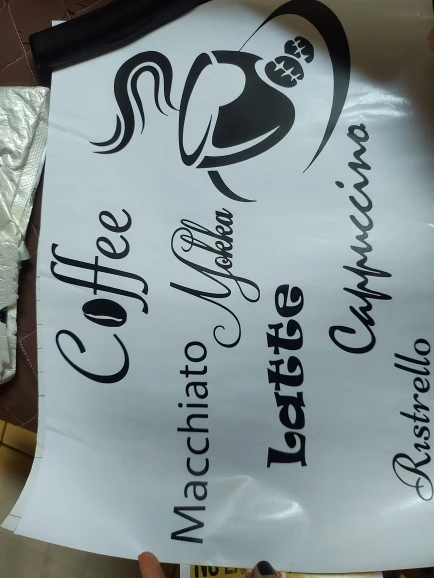 Coffee
Mokka
Macchiato
Latte
Cappuccino
Ristrello